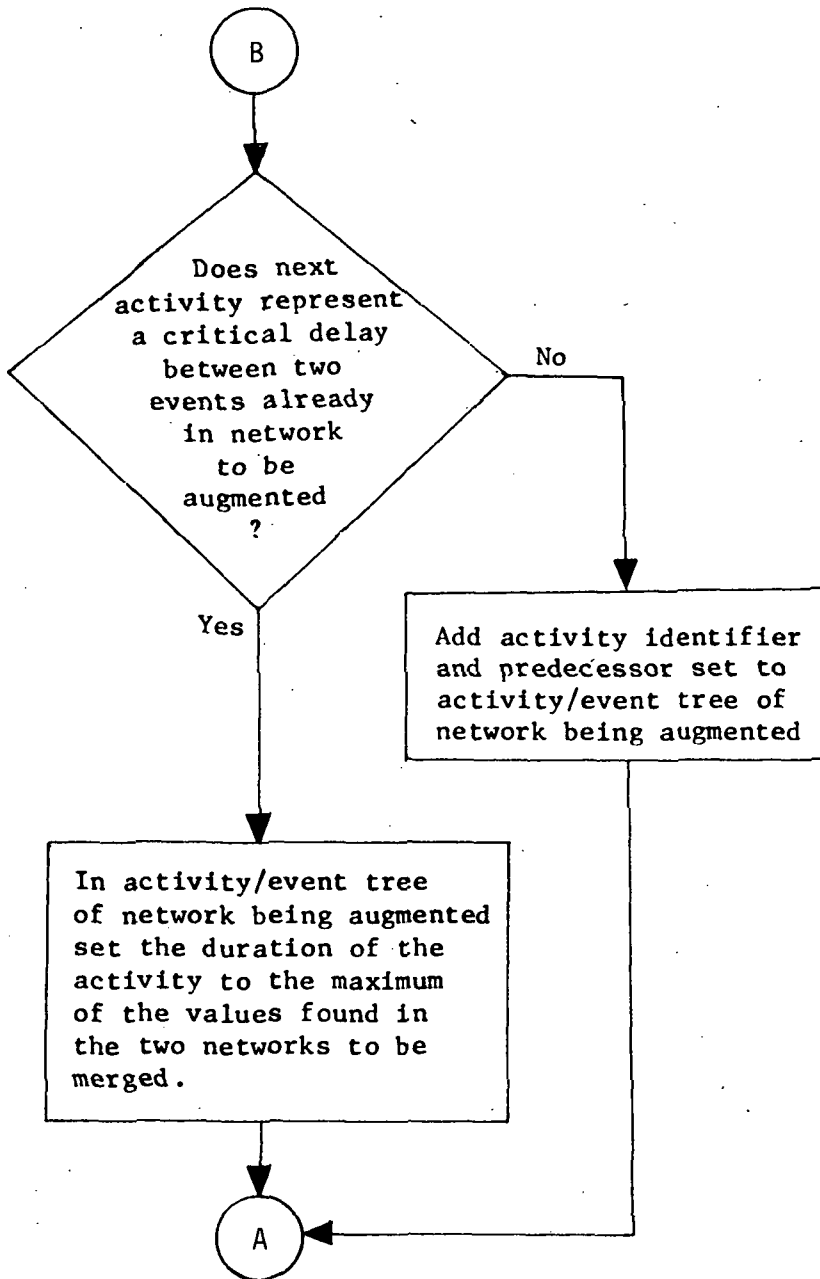 B
Does next
activity represent
a critical delay
between two
events already
in network
to be
augmented
?
No
Yes
Add activity identifier
and predecessor set to
activity/event tree of
network being augmented
In activity/event tree
of network being augmented
set the duration of the
activity to the maximum
of the values found in
the two networks to be
merged.
A